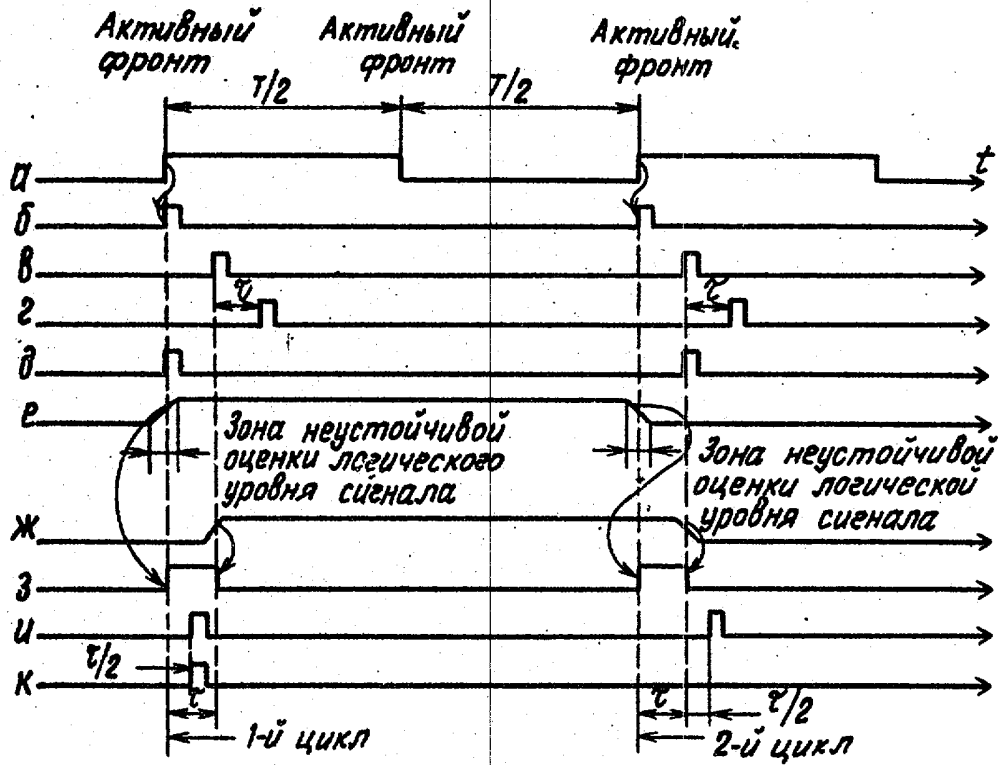 Активный фронт
Активный фронт
Активный фронт
T/2
T/2
а
t
б
в
τ
τ
г
д
е
Зона неустойчивой
оценки логического
уровня сигнала
Зона неустойчивой
оценки логической
уровня сигнала
ж
з
и
τ/2
к
τ
τ
τ/2
1-й цикл
2-й цикл